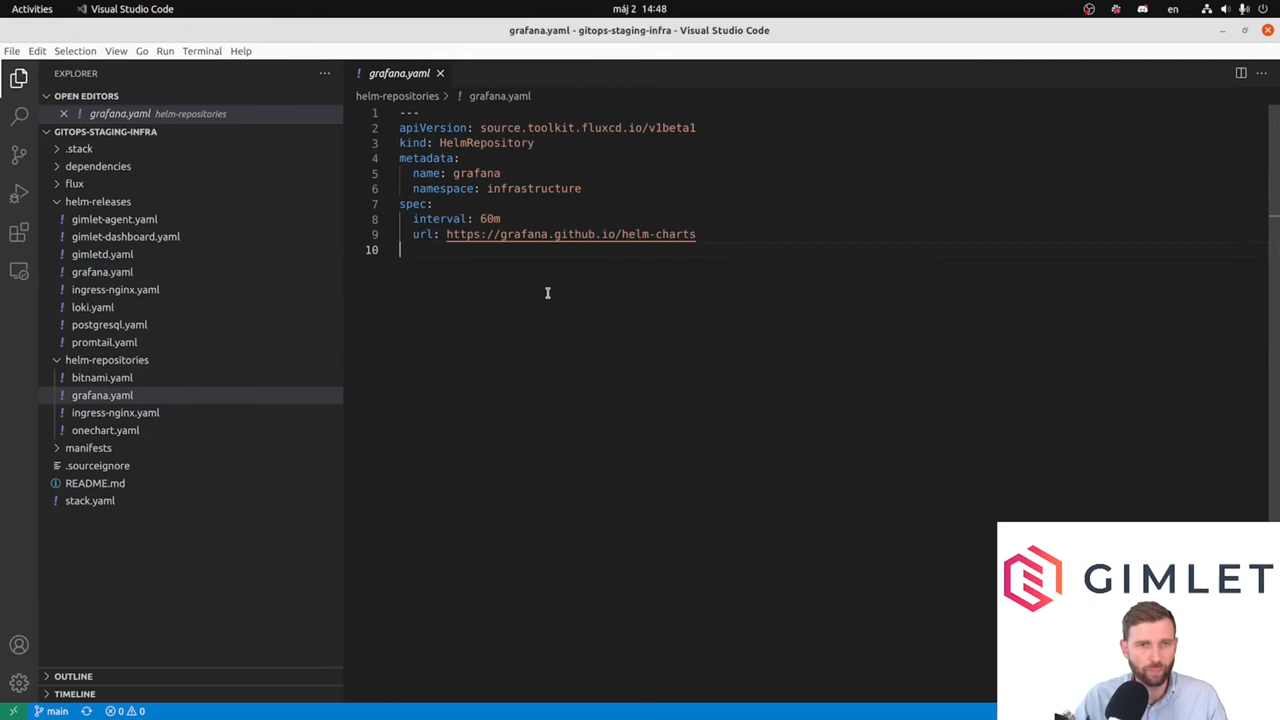 Activities
Visual Studio Code
máj 2 14:48
en
grafana.yaml - gitops-staging-infra - Visual Studio Code
File Edit Selection View Go Run Terminal Help
EXPLORER
OPEN EDITORS
grafana.yaml helm-repositories
GITOPS-STAGING-INFRA
.stack
dependencies
flux
helm-releases
gimlet-agent.yaml
gimlet-dashboard.yaml
gimletd.yaml
grafana.yaml
ingress-nginx.yaml
loki.yaml
postgresql.yaml
promtail.yaml
helm-repositories
bitnami.yaml
grafana.yaml
ingress-nginx.yaml
onechart.yaml
manifests
.sourceignore
README.md
stack.yaml
OUTLINE
TIMELINE
grafana.yaml
helm-repositories > grafana.yaml
1 ---
2 apiVersion: source.toolkit.fluxcd.io/v1beta1
3 kind: HelmRepository
4 metadata:
5 name: grafana
6 namespace: infrastructure
7 spec:
8 interval: 60m
9 url: https://grafana.github.io/helm-charts
10
GIMLET
main 0 0